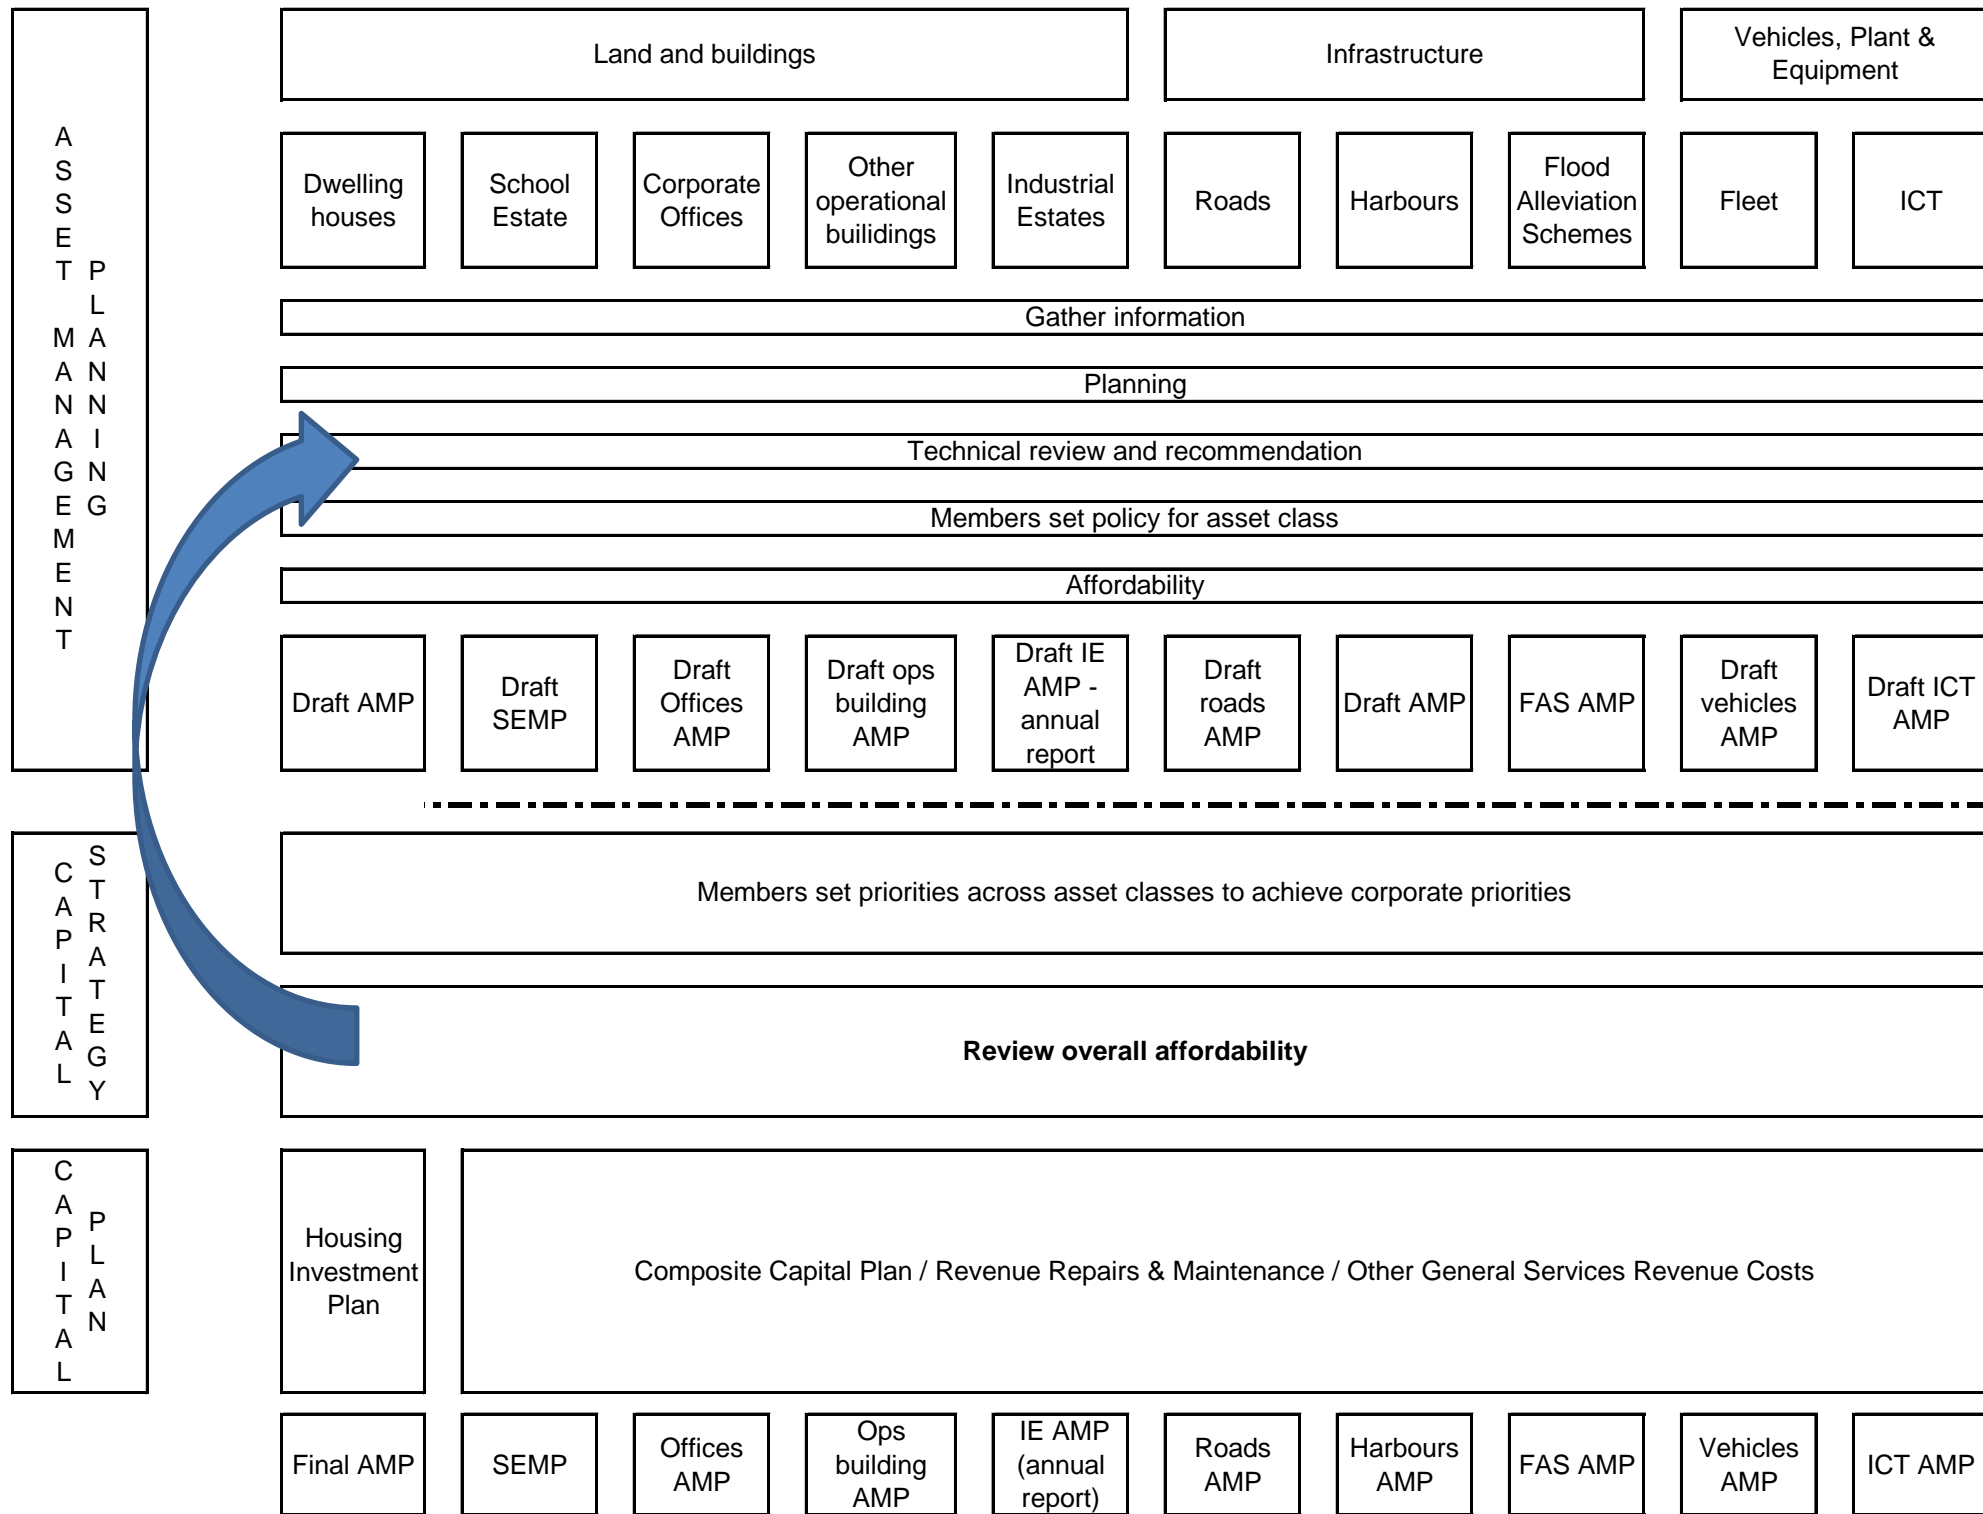 ASSET MANAGEMENT
PLANNING
Land and buildings
Infrastructure
Vehicles, Plant &
Equipment
Dwelling
houses
School
Estate
Corporate
Offices
Other
operational
builidings
Industrial
Estates
Roads
Harbours
Flood
Alleviation
Schemes
Fleet
ICT
Gather information
Planning
Technical review and recommendation
Members set policy for asset class
Affordability
Draft AMP
Draft
SEMP
Draft
Offices
AMP
Draft ops
building
AMP
Draft IE
AMP -
annual
report
Draft
roads
AMP
Draft AMP
FAS AMP
Draft
vehicles
AMP
Draft ICT
AMP
CAPITAL
STRATEGY
Members set priorities across asset classes to achieve corporate priorities
Review overall affordability
CAPITAL
PLAN
Housing
Investment
Plan
Composite Capital Plan / Revenue Repairs & Maintenance / Other General Services Revenue Costs
Final AMP
SEMP
Offices
AMP
Ops
building
AMP
IE AMP
(annual
report)
Roads
AMP
Harbours
AMP
FAS AMP
Vehicles
AMP
ICT AMP